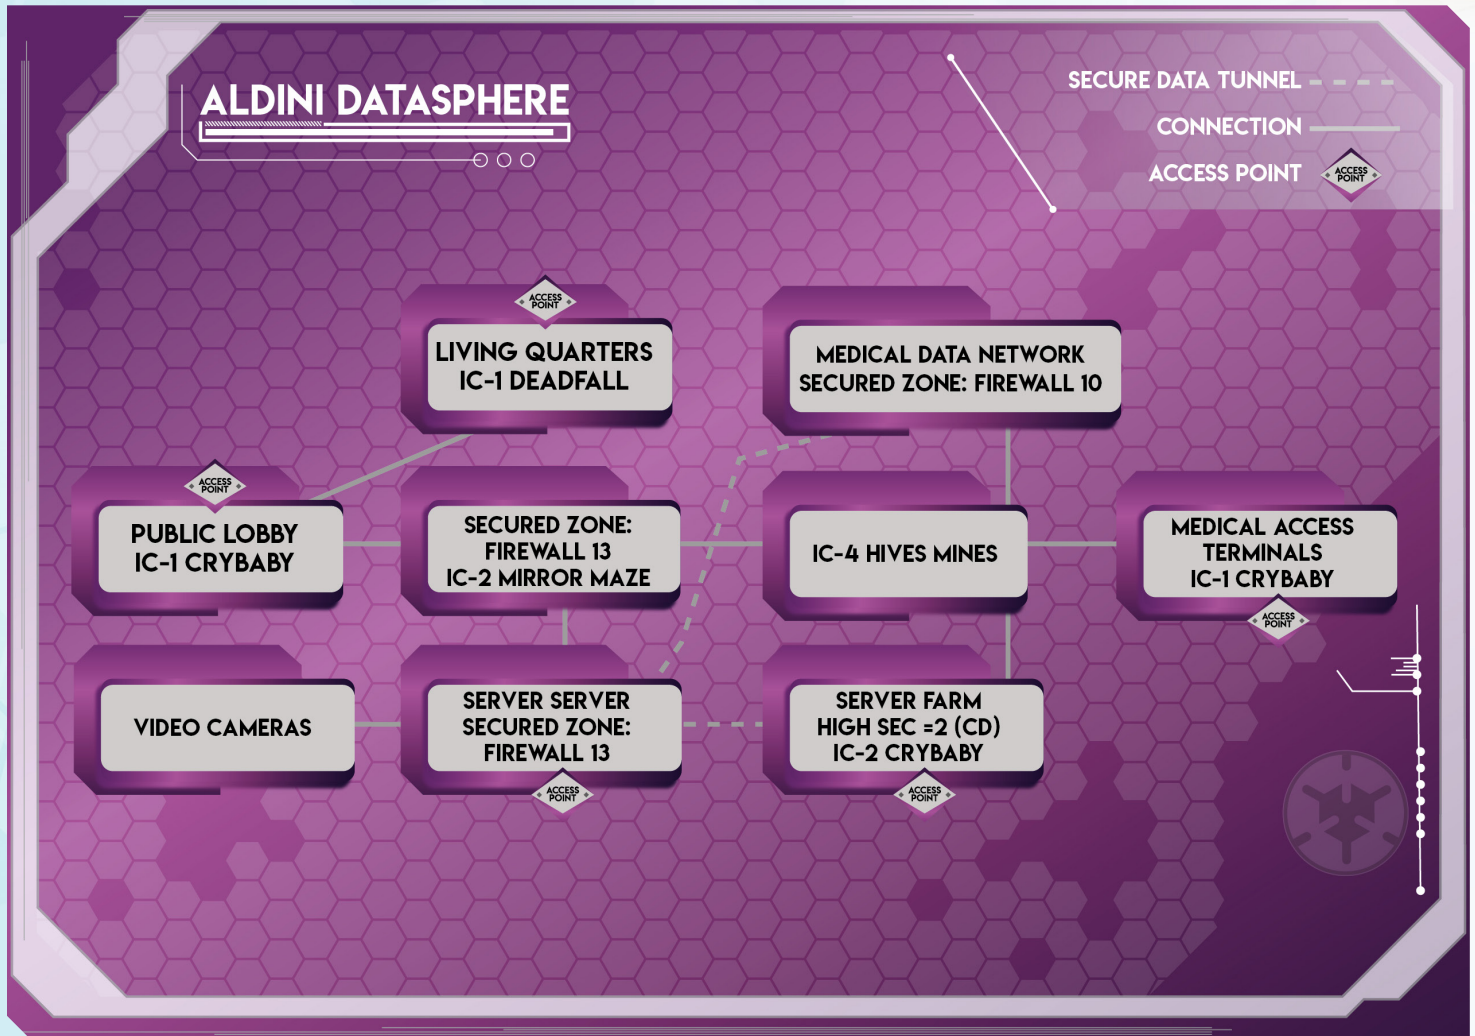 ALDINI DATASPHERE
SECURE DATA TUNNEL
CONNECTION
ACCESS POINT
ACCESS
POINT
ACCESS
POINT
LIVING QUARTERS
IC-1 DEADFALL
MEDICAL DATA NETWORK
SECURED ZONE: FIREWALL 10
ACCESS
POINT
PUBLIC LOBBY
IC-1 CRYBABY
SECURED ZONE:
FIREWALL 13
IC-2 MIRROR MAZE
IC-4 HIVES MINES
MEDICAL ACCESS
TERMINALS
IC-1 CRYBABY
ACCESS
POINT
VIDEO CAMERAS
SERVER SERVER
SECURED ZONE:
FIREWALL 13
ACCESS
POINT
SERVER FARM
HIGH SEC =2 (CD)
IC-2 CRYBABY
ACCESS
POINT